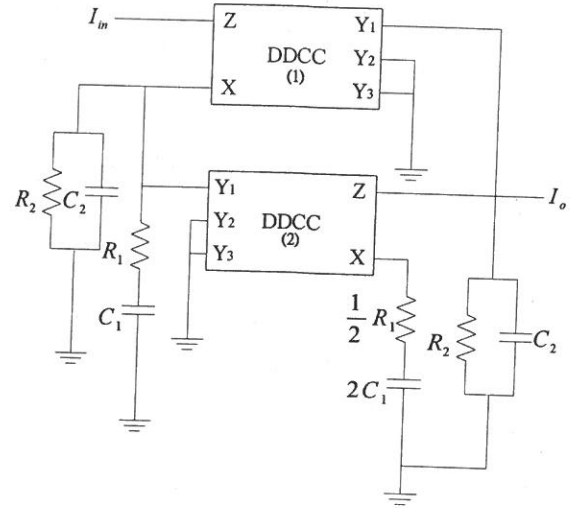 I_in
Z
Y1
DDCC
(1)
Y2
X
Y3
R2
C2
Y1
Z
I_o
Y2
DDCC
(2)
Y3
X
R1
C1
1/2 R1
R2
C2
2C1